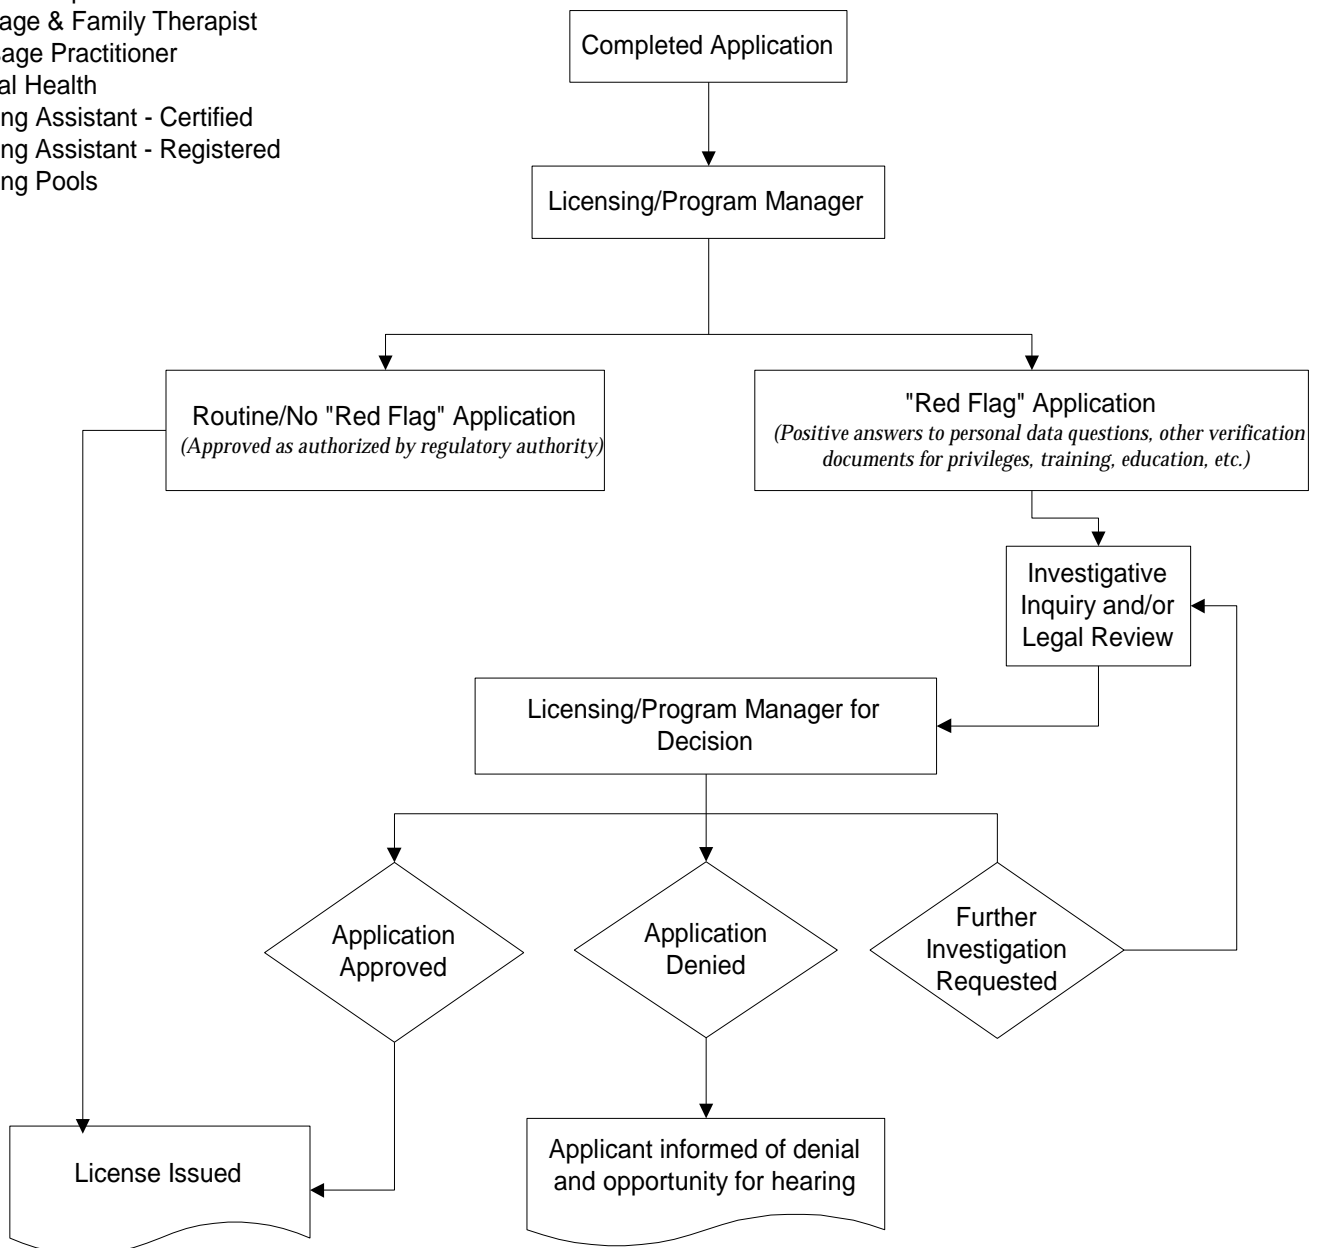 age & Family Therapist
age Practitioner
al Health
ng Assistant - Certified
ng Assistant - Registered
ng Pools
Completed Application
Licensing/Program Manager
Routine/No "Red Flag" Application
(Approved as authorized by regulatory authority)
"Red Flag" Application
(Positive answers to personal data questions, other verification
documents for privileges, training, education, etc.)
Investigative
Inquiry and/or
Legal Review
Licensing/Program Manager for
Decision
Application
Approved
Application
Denied
Further
Investigation
Requested
License Issued
Applicant informed of denial
and opportunity for hearing